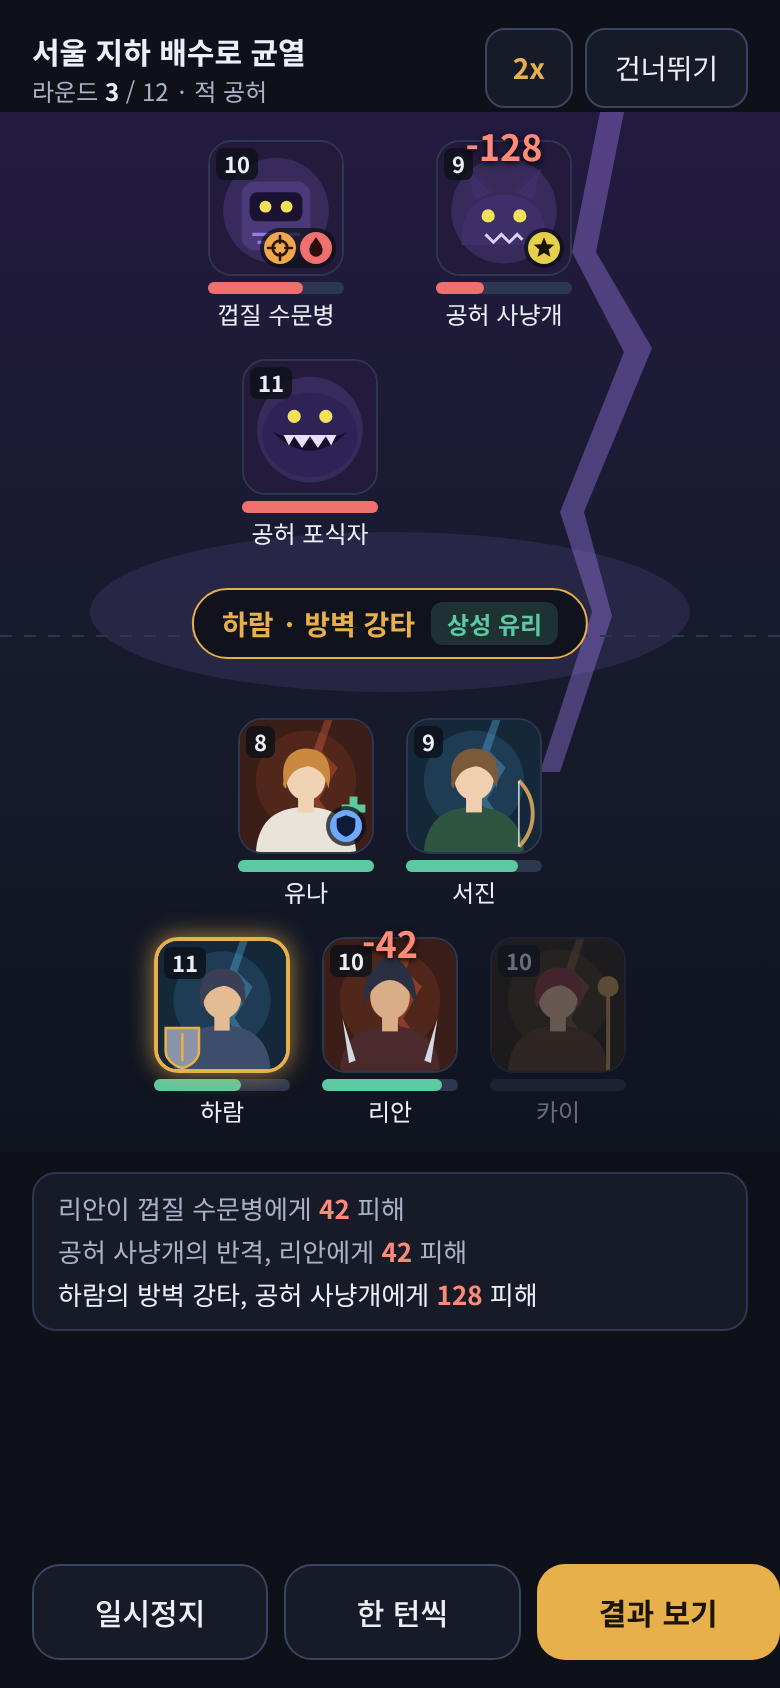 서울 지하 배수로 균열
라운드 3 / 12 · 적 공허
2x
건너뛰기
10
9
-128
껍질 수문병
공허 사냥개
11
공허 포식자
하람 · 방벽 강타 상성 유리
8
9
유나
서진
11
10
-42
10
하람
리안
카이
리안이 껍질 수문병에게 42 피해
공허 사냥개의 반격, 리안에게 42 피해
하람의 방벽 강타, 공허 사냥개에게 128 피해
일시정지
한 턴씩
결과 보기